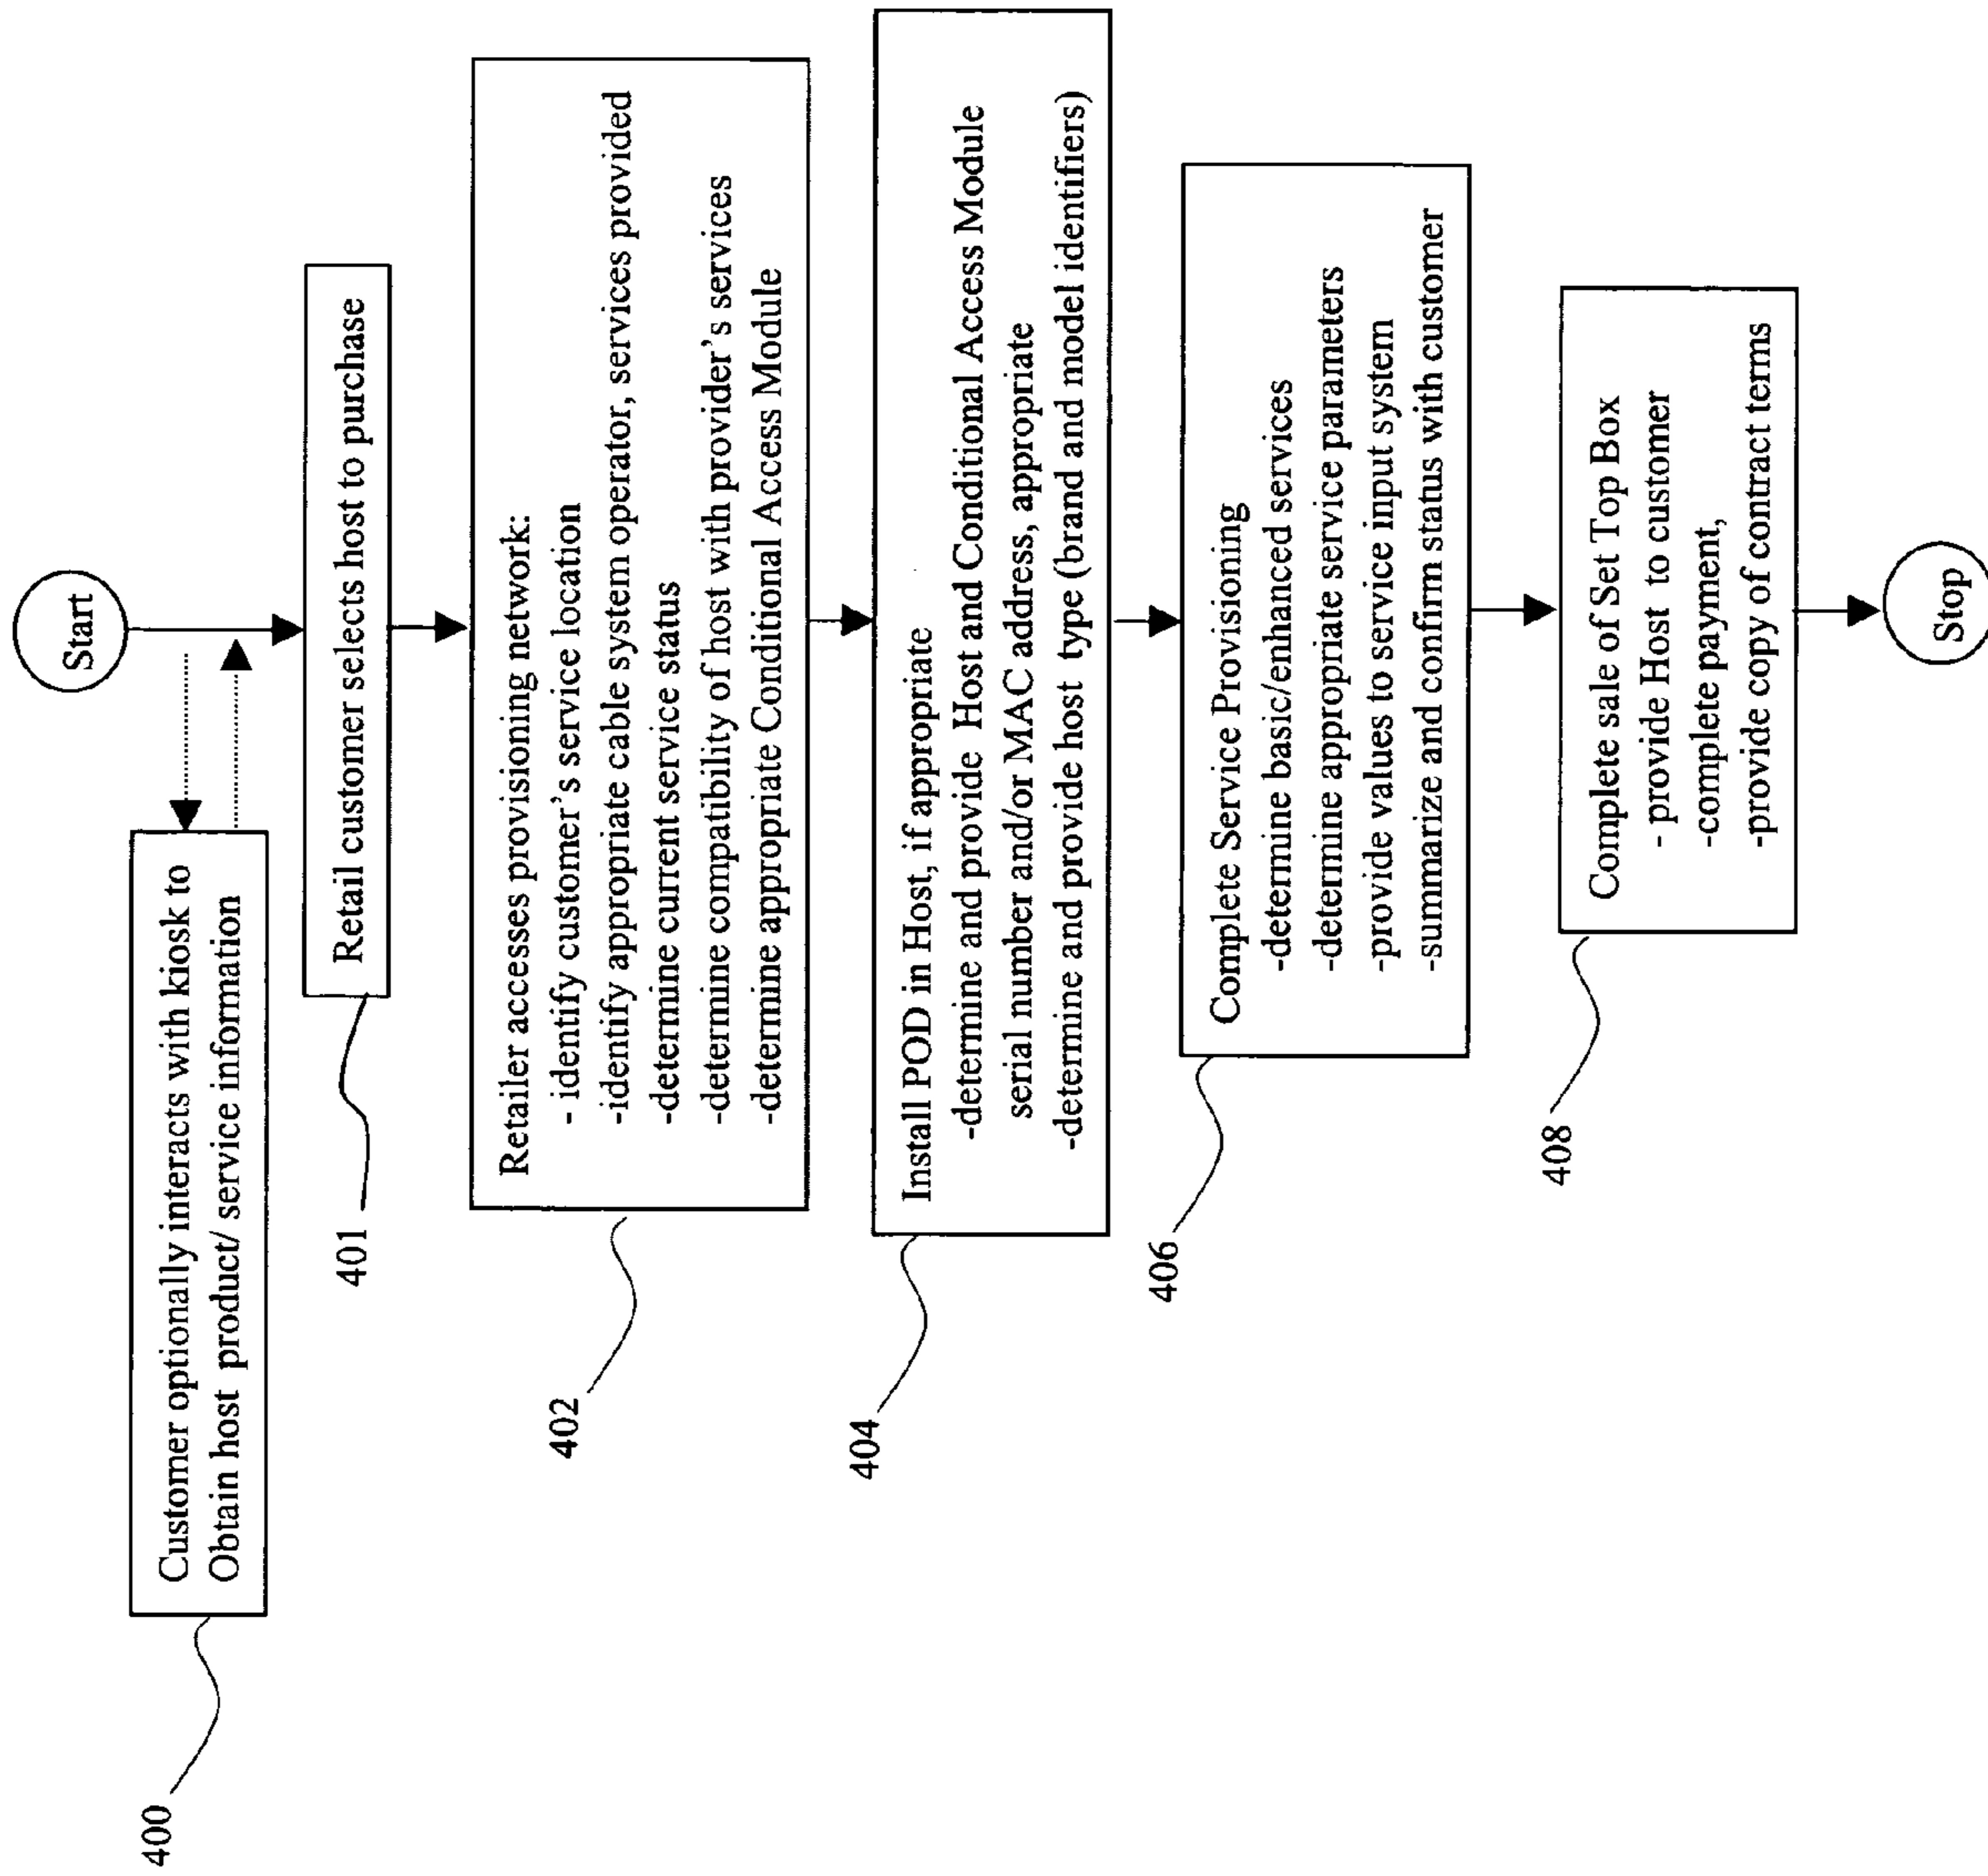 Start
Customer optionally interacts with kiosk to
Obtain host product/ service information
400
Retail customer selects host to purchase
401
Retailer accesses provisioning network:
- identify customer's service location
-identify appropriate cable system operator, services provided
-determine current service status
-determine compatibility of host with provider's services
-determine appropriate Conditional Access Module
402
Install POD in Host, if appropriate
-determine and provide Host and Conditional Access Module
serial number and/or MAC address, appropriate
-determine and provide host type (brand and model identifiers)
404
Complete Service Provisioning
-determine basic/enhanced services
-determine appropriate service parameters
-provide values to service input system
-summarize and confirm status with customer
406
Complete sale of Set Top Box
- provide Host to customer
-complete payment,
-provide copy of contract terms
408
Stop